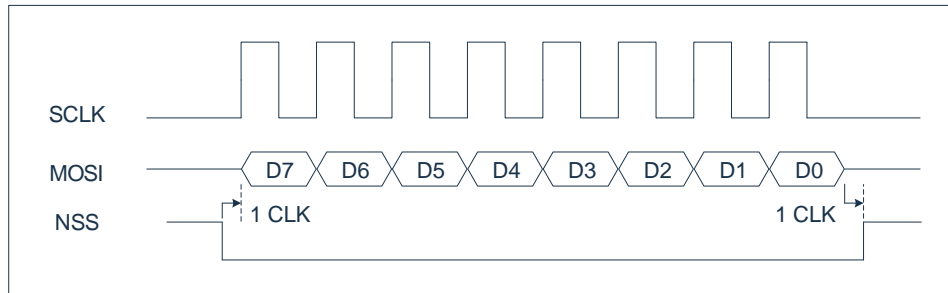 SCLK
MOSI D7 D6 D5 D4 D3 D2 D1 D0
1 CLK 1 CLK
NSS